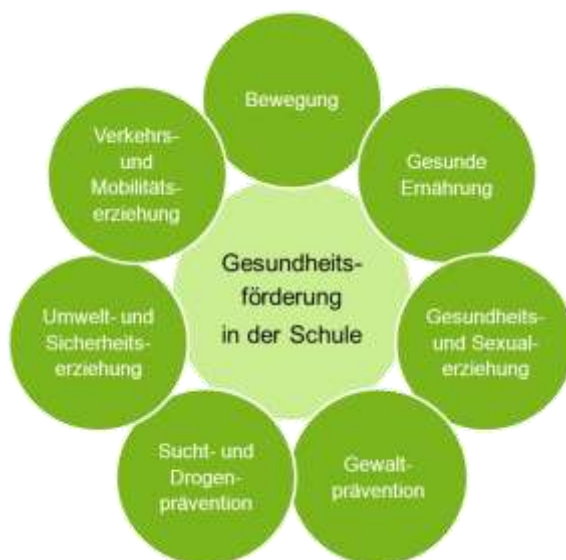 Bewegung
Gesunde
Ernährung
Gesundheits-
und Sexual-
erziehung
Gewalt-
prävention
Sucht- und
Drogen-
prävention
Umwelt- und
Sicherheits-
erziehung
Verkehrs-
und
Mobilitäts-
erziehung
Gesundheits-
förderung
in der Schule